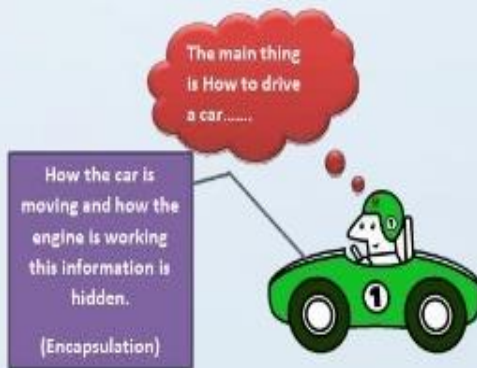 The main thing
is How to drive
a car.......
How the car is
moving and how the
engine is working
this information is
hidden.
(Encapsulation)
1
1